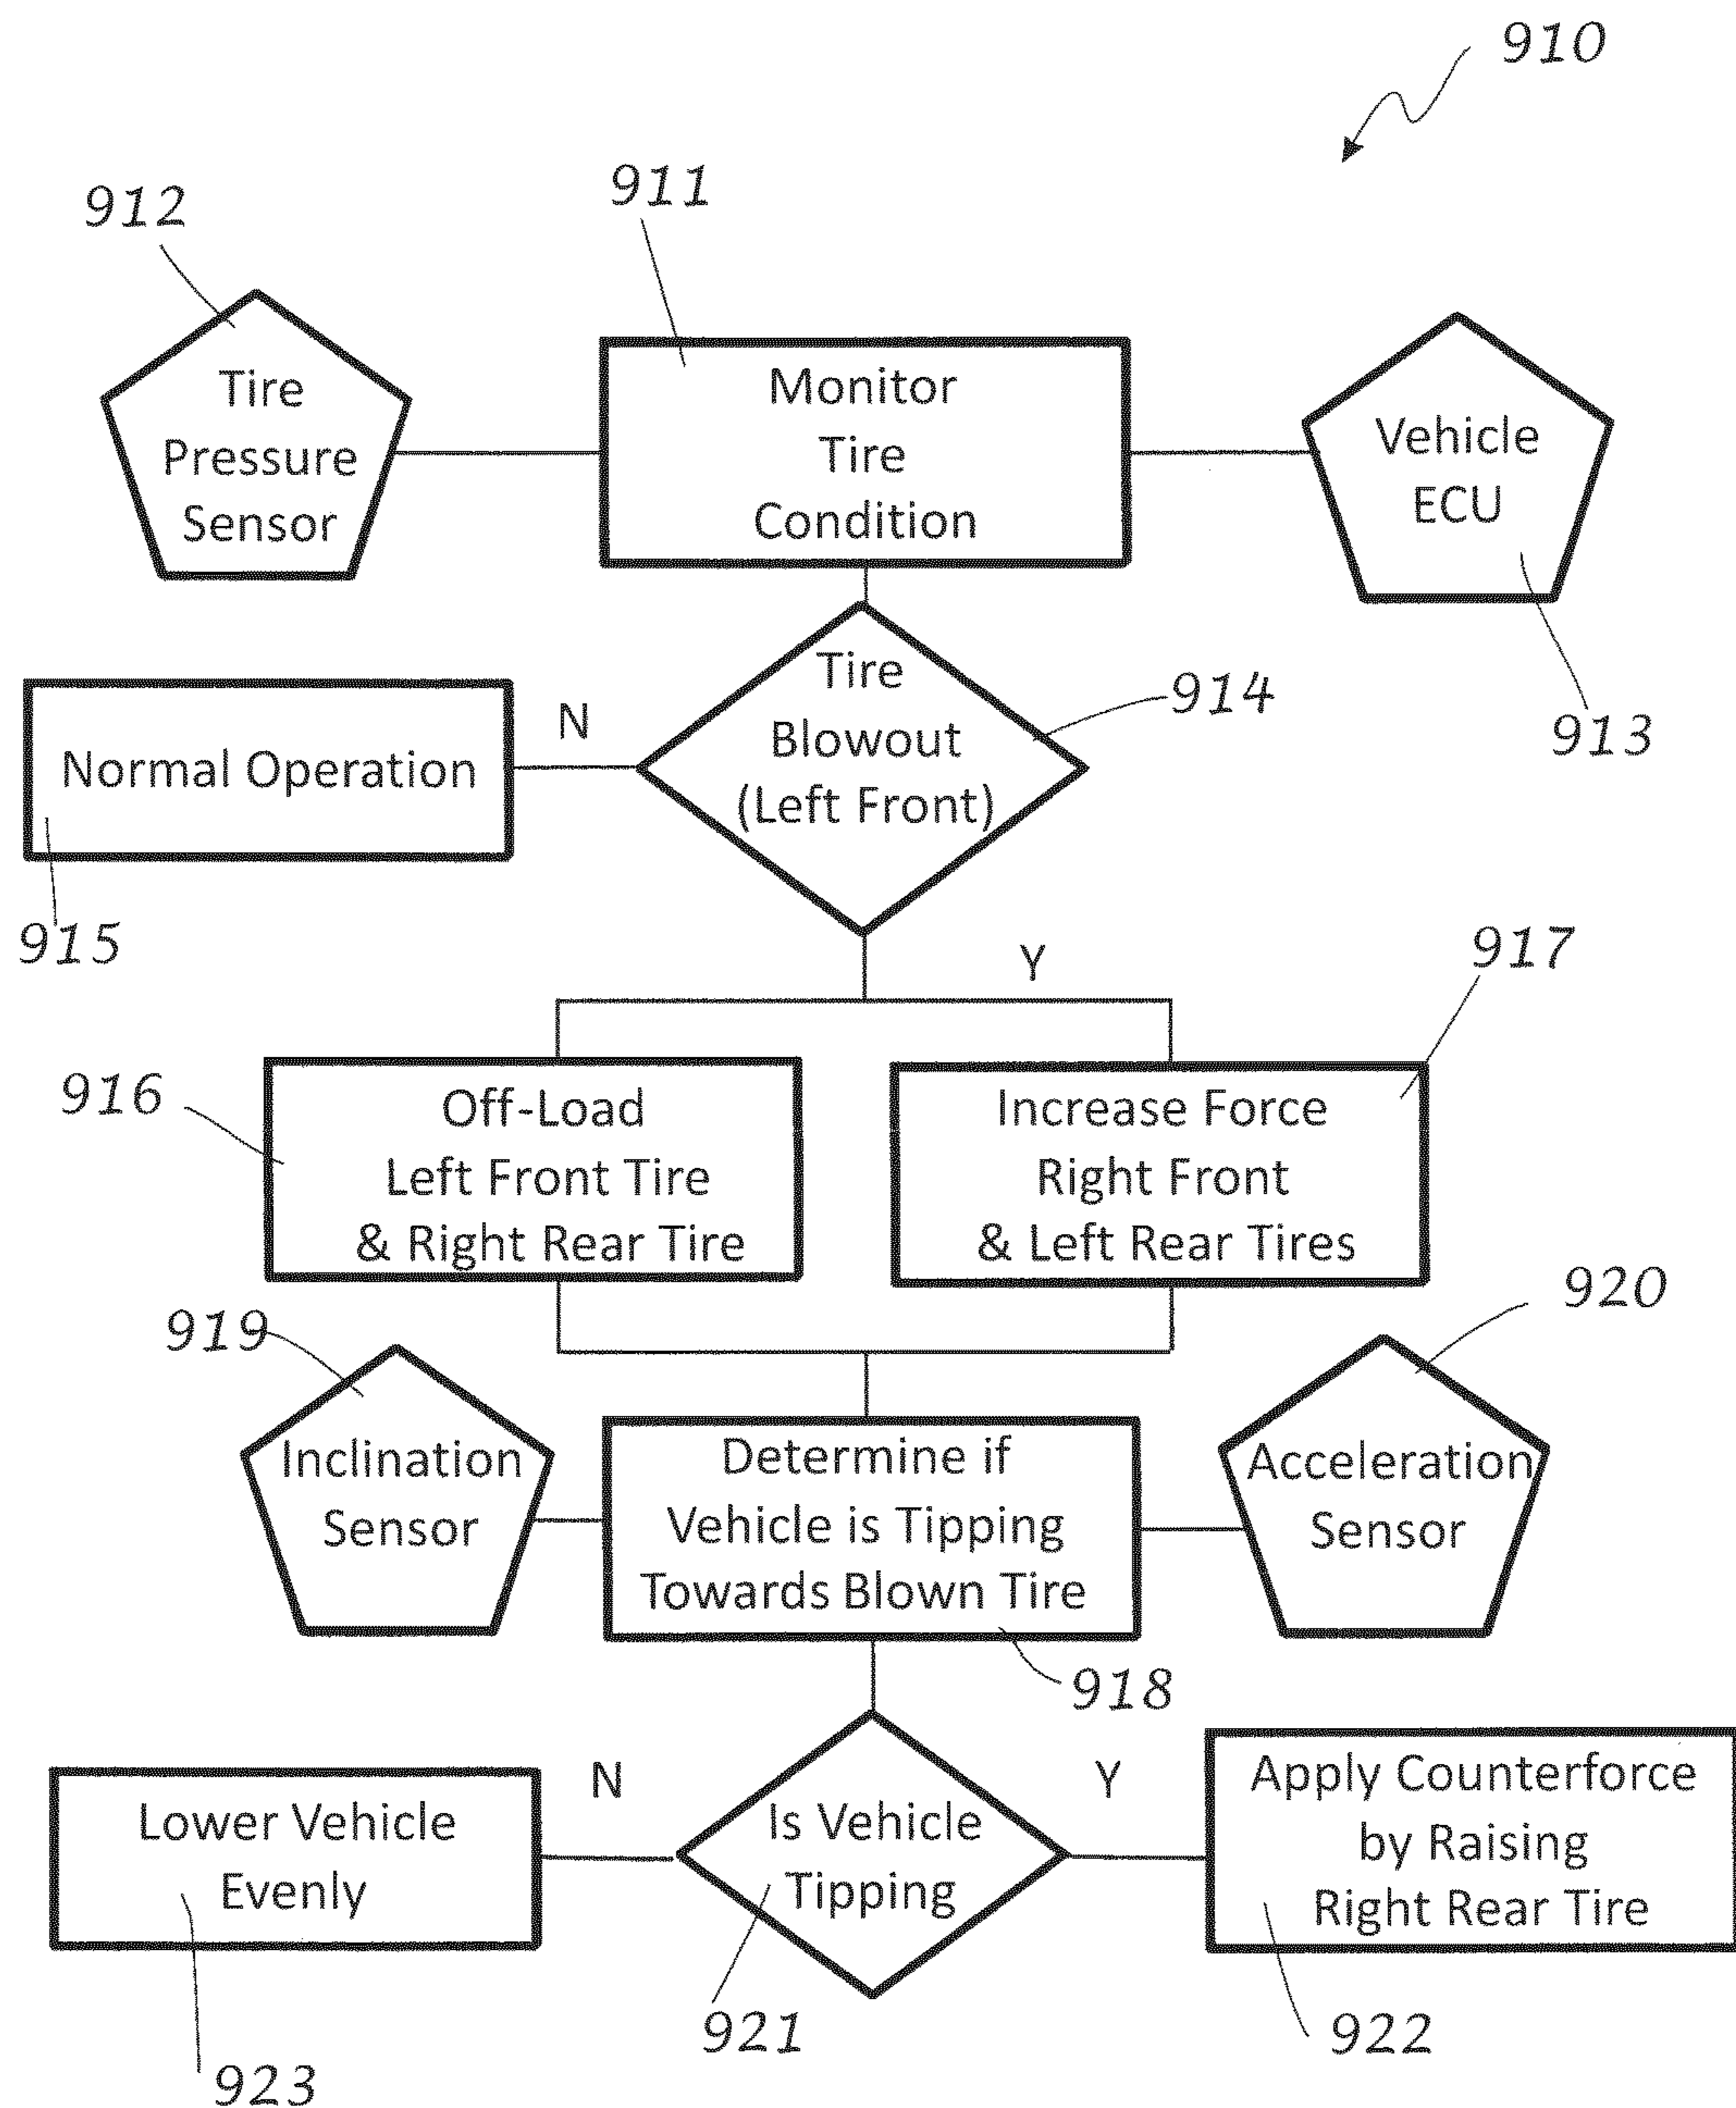 910
912
911
Tire
Pressure
Sensor
Monitor
Tire
Condition
Vehicle
ECU
913
Tire
Blowout
(Left Front)
914
N
Normal Operation
915
Y
917
916
Off-Load
Left Front Tire
& Right Rear Tire
Increase Force
Right Front
& Left Rear Tires
919
920
Inclination
Sensor
Determine if
Vehicle is Tipping
Towards Blown Tire
Acceleration
Sensor
918
N
Y
Lower Vehicle
Evenly
Is Vehicle
Tipping
Apply Counterforce
by Raising
Right Rear Tire
921
922
923